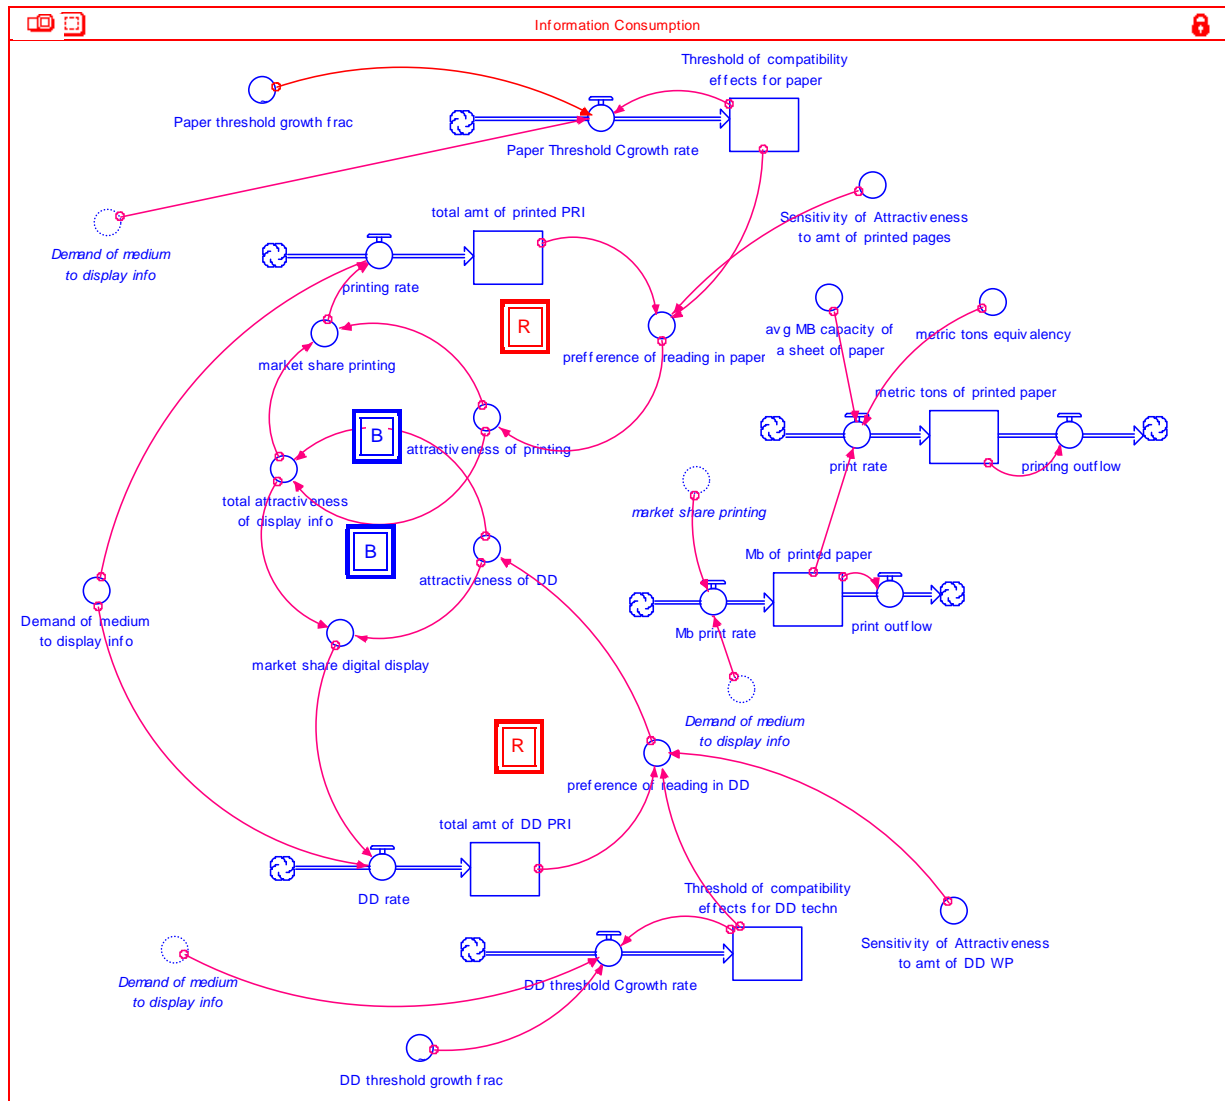 Information Consumption
Threshold of compatibility
effects for paper
Paper threshold growth frac
Paper Threshold Cgrowth rate
total amt of printed PRI
Sensitivity of Attractiveness
to amt of printed pages
Demand of medium
to display info
printing rate
R
avg MB capacity of
a sheet of paper
metric tons equivalency
market share printing
prefference of reading in paper
metric tons of printed paper
B
attractiveness of printing
print rate
printing outflow
total attractiveness
of display info
market share printing
B
Mb of printed paper
attractiveness of DD
Demand of medium
to display info
Mb print rate
print outflow
market share digital display
Demand of medium
to display info
R
preference of reading in DD
total amt of DD PRI
DD rate
Threshold of compatibility
effects for DD techn
Sensitivity of Attractiveness
to amt of DD WP
Demand of medium
to display info
DD threshold Cgrowth rate
DD threshold growth frac